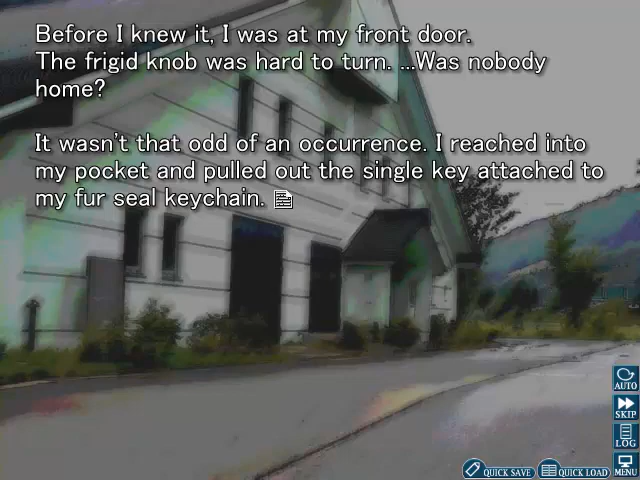 Before I knew it, I was at my front door.
The frigid knob was hard to turn. ...Was nobody
home?
It wasn't that odd of an occurrence. I reached into
my pocket and pulled out the single key attached to
my fur seal keychain.
AUTO
SKIP
LOG
MENU
QUICK SAVE
QUICK LOAD